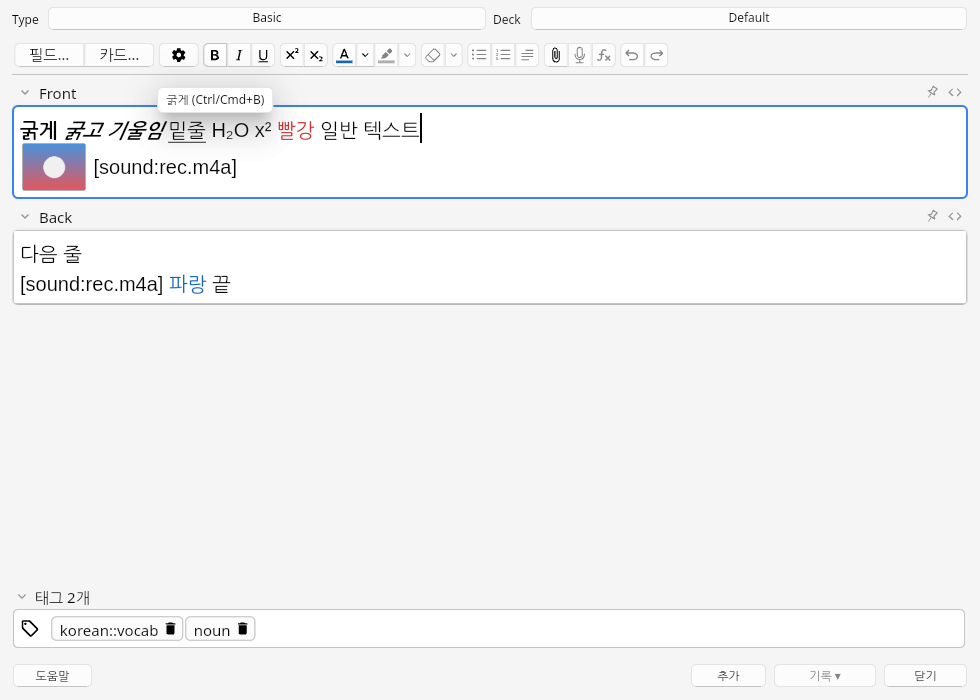 Type Basic Deck Default
필드... 카드... B I U x² x₂ A fx
Front
굵게 (Ctrl/Cmd+B)
굵게 굵고 기울임 밑줄 H₂O x² 빨강 일반 텍스트
[sound:rec.m4a]
Back
다음 줄
[sound:rec.m4a] 파랑 끝
태그 2개
korean::vocab noun
도움말 추가 기록 ▾ 닫기